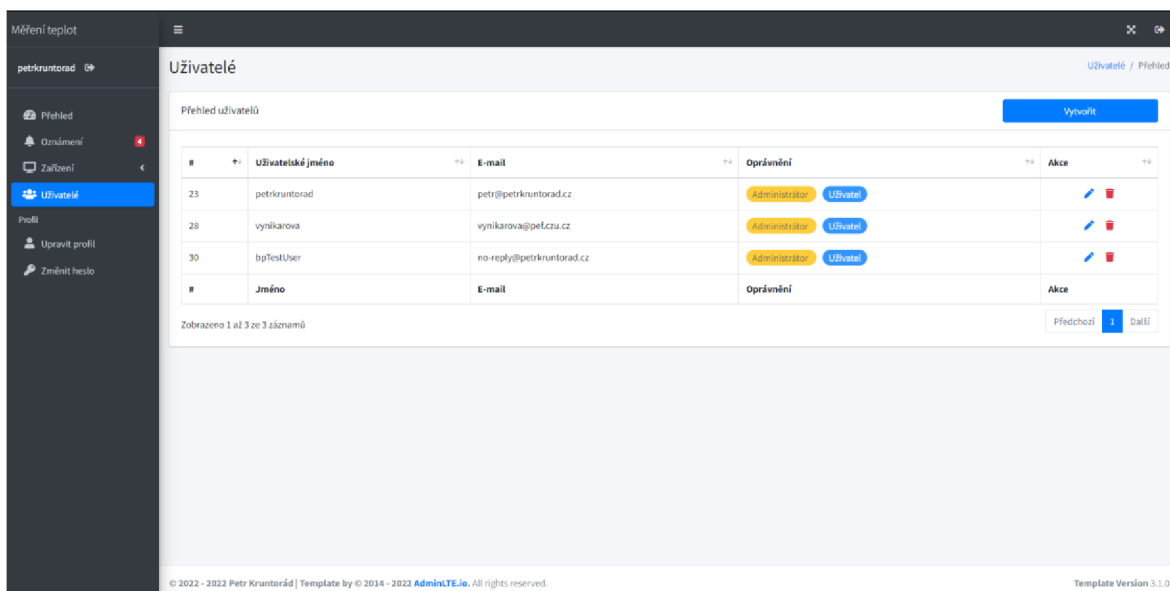 Měření teplot
petrkruntorad
Uživatelé
Uživatelé / Přehled
Přehled
Oznámení 4
Zařízení
Uživatelé
Profil
Upravit profil
Změnit heslo
Přehled uživatelů
Vytvořit
# Uživatelské jméno E-mail Oprávnění Akce
23 petrkruntorad petr@petrkruntorad.cz Administrátor Uživatel
28 vynikarova vynikarova@pef.czu.cz Administrátor Uživatel
30 bpTestUser no-reply@petrkruntorad.cz Administrátor Uživatel
# Jméno E-mail Oprávnění Akce
Zobrazeno 1 až 3 ze 3 záznamů
Předchozí 1 Další
© 2022 - 2022 Petr Kruntorád | Template by © 2014 - 2022 AdminLTE.io. All rights reserved.
Template Version 3.1.0